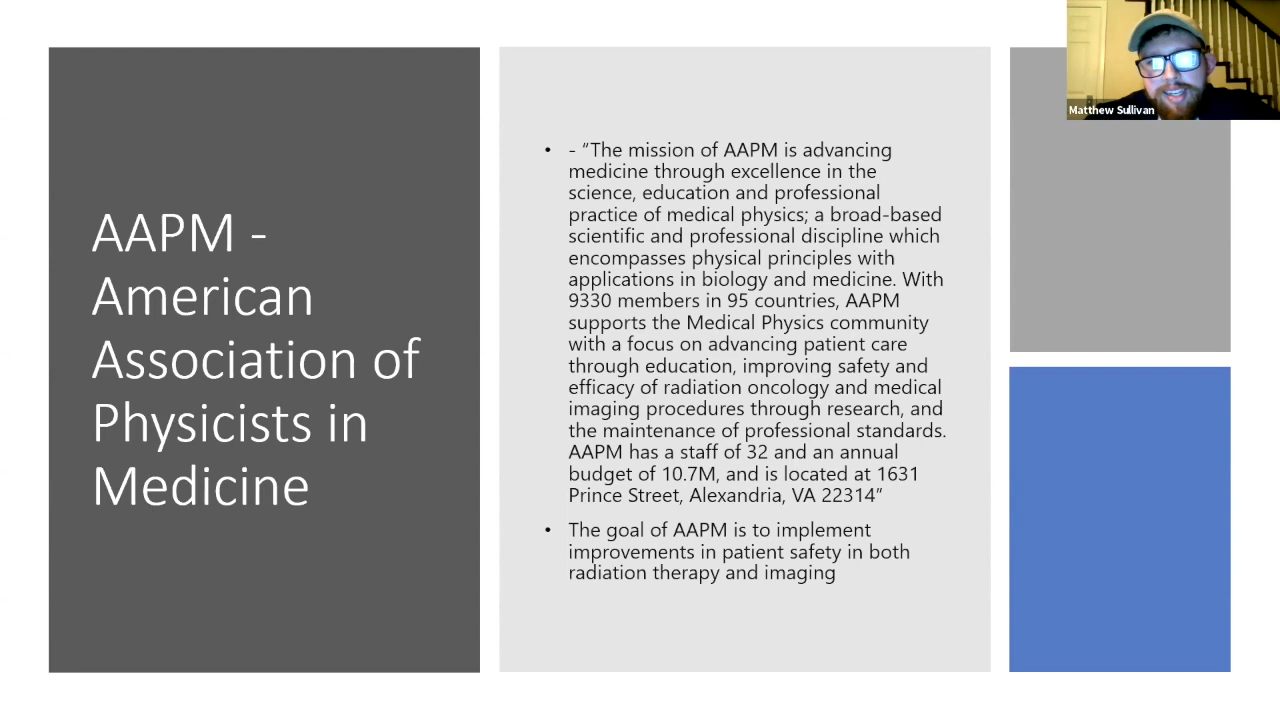 AAPM -
American
Association of
Physicists in
Medicine
• - “The mission of AAPM is advancing
medicine through excellence in the
science, education and professional
practice of medical physics; a broad-based
scientific and professional discipline which
encompasses physical principles with
applications in biology and medicine. With
9330 members in 95 countries, AAPM
supports the Medical Physics community
with a focus on advancing patient care
through education, improving safety and
efficacy of radiation oncology and medical
imaging procedures through research, and
the maintenance of professional standards.
AAPM has a staff of 32 and an annual
budget of 10.7M, and is located at 1631
Prince Street, Alexandria, VA 22314”
• The goal of AAPM is to implement
improvements in patient safety in both
radiation therapy and imaging
Matthew Sullivan